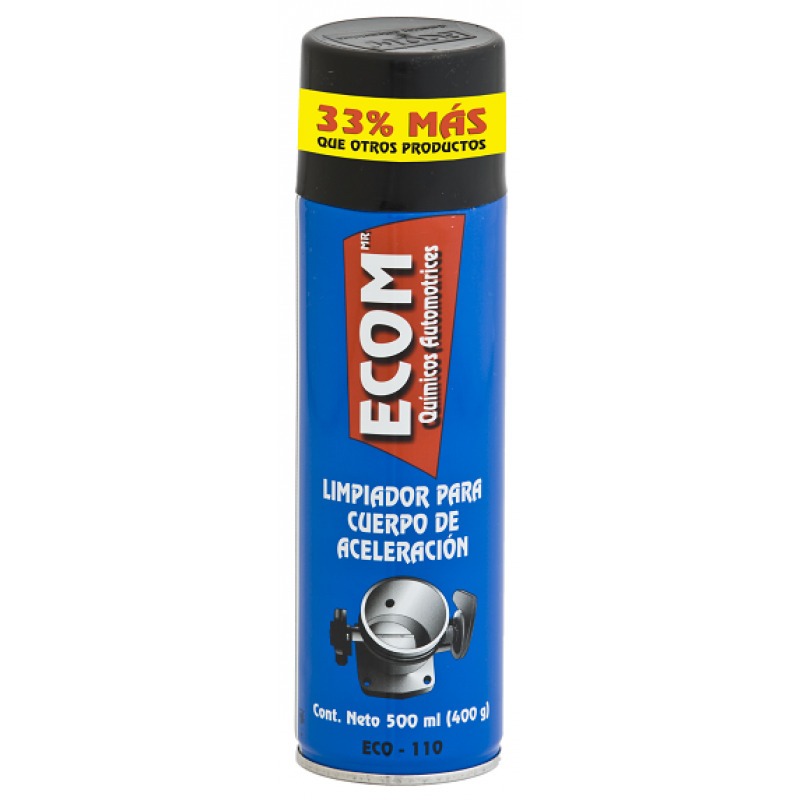 33% MÁS
QUE OTROS PRODUCTOS
ECOM MR
Químicos Automotrices
LIMPIADOR PARA
CUERPO DE
ACELERACIÓN
Cont. Neto 500 ml (400 g)
ECO - 110